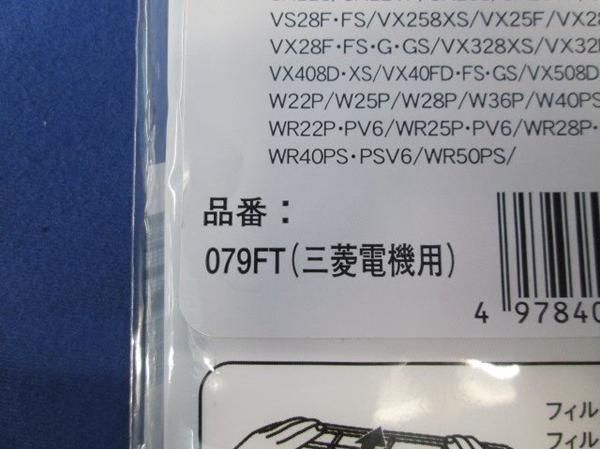 VS28F・FS/VX258XS/VX25F/VX28
VX28F・FS・G・GS/VX328XS/VX32
VX408D・XS/VX40FD・FS・GS/VX508D・
W22P/W25P/W28P/W36P/W40PS
WR22P・PV6/WR25P・PV6/WR28P・
WR40PS・PSV6/WR50PS/
品番：
079FT(三菱電機用)
4 97840
フィル
フィル